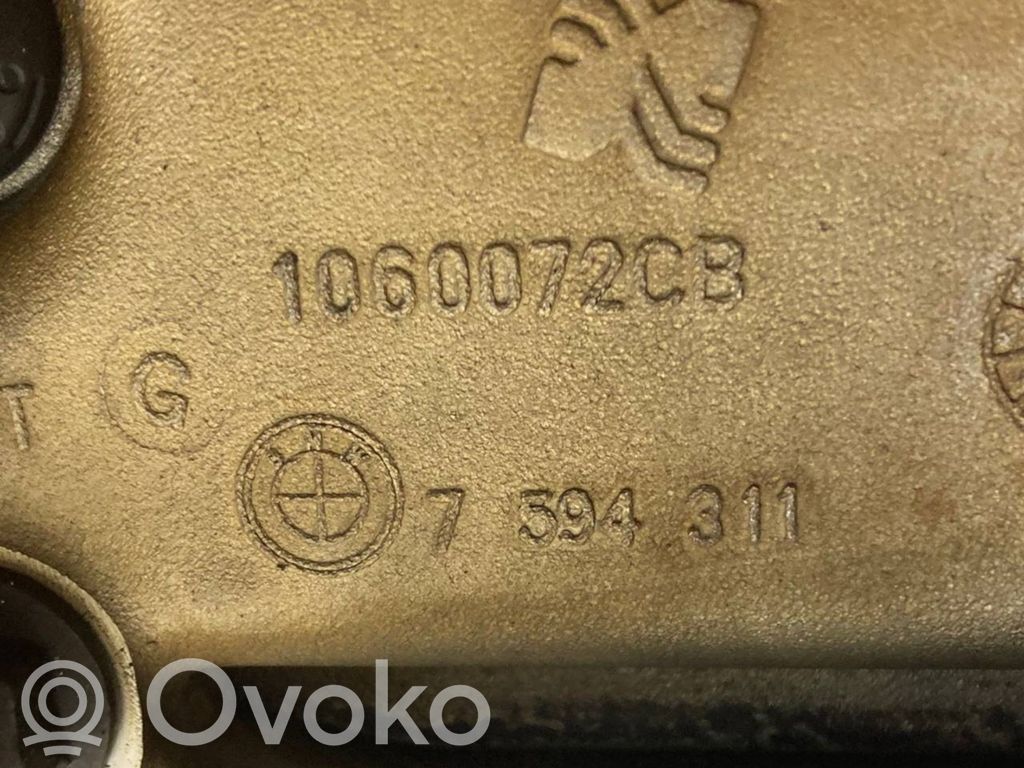 1060072CB
T G
BMW 7 594 311
Ovoko